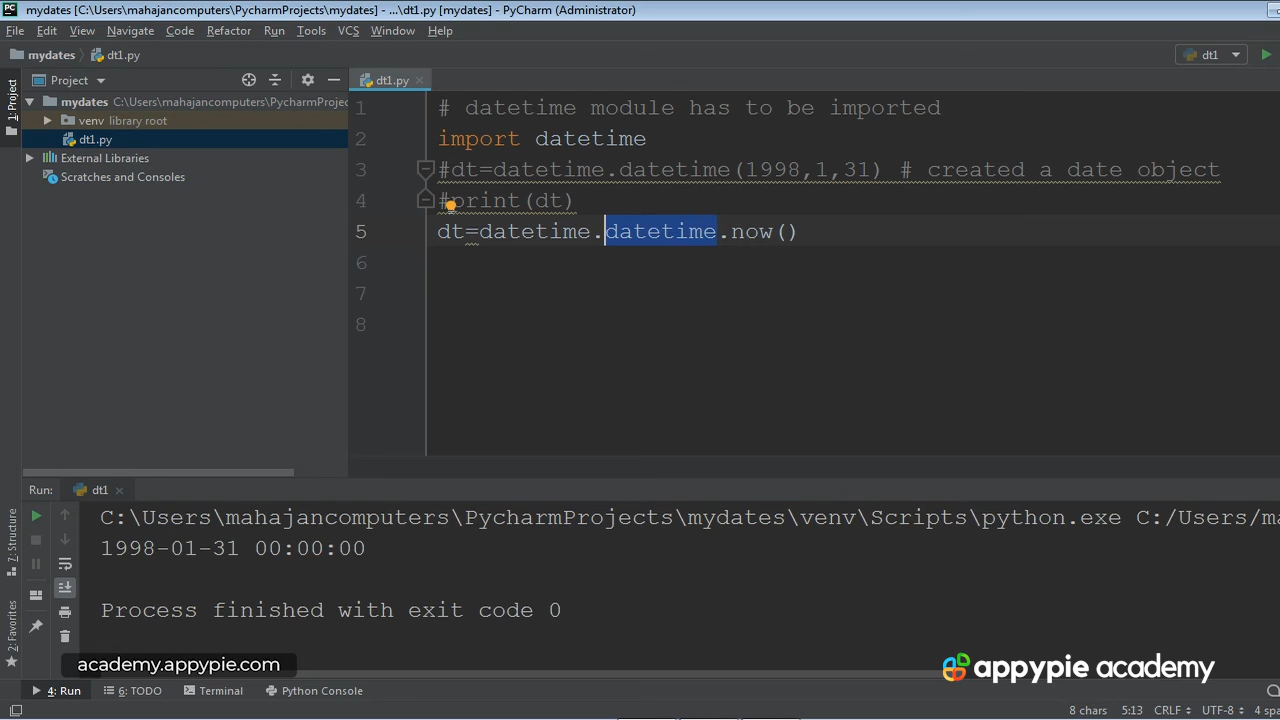 mydates [C:\Users\mahajancomputers\PycharmProjects\mydates] - ...\dt1.py [mydates] - PyCharm (Administrator)
File Edit View Navigate Code Refactor Run Tools VCS Window Help
mydates dt1.py dt1
1: Project
Project
dt1.py
mydates C:\Users\mahajancomputers\PycharmProjec
venv library root
dt1.py
External Libraries
Scratches and Consoles
1 # datetime module has to be imported
2 import datetime
3 #dt=datetime.datetime(1998,1,31) # created a date object
4 #print(dt)
5 dt=datetime.datetime.now()
6
7
8
Run: dt1
7: Structure
2: Favorites
C:\Users\mahajancomputers\PycharmProjects\mydates\venv\Scripts\python.exe C:/Users/ma
1998-01-31 00:00:00
Process finished with exit code 0
academy.appypie.com
appypie academy
4: Run 6: TODO Terminal Python Console
8 chars 5:13 CRLF UTF-8 4 spa